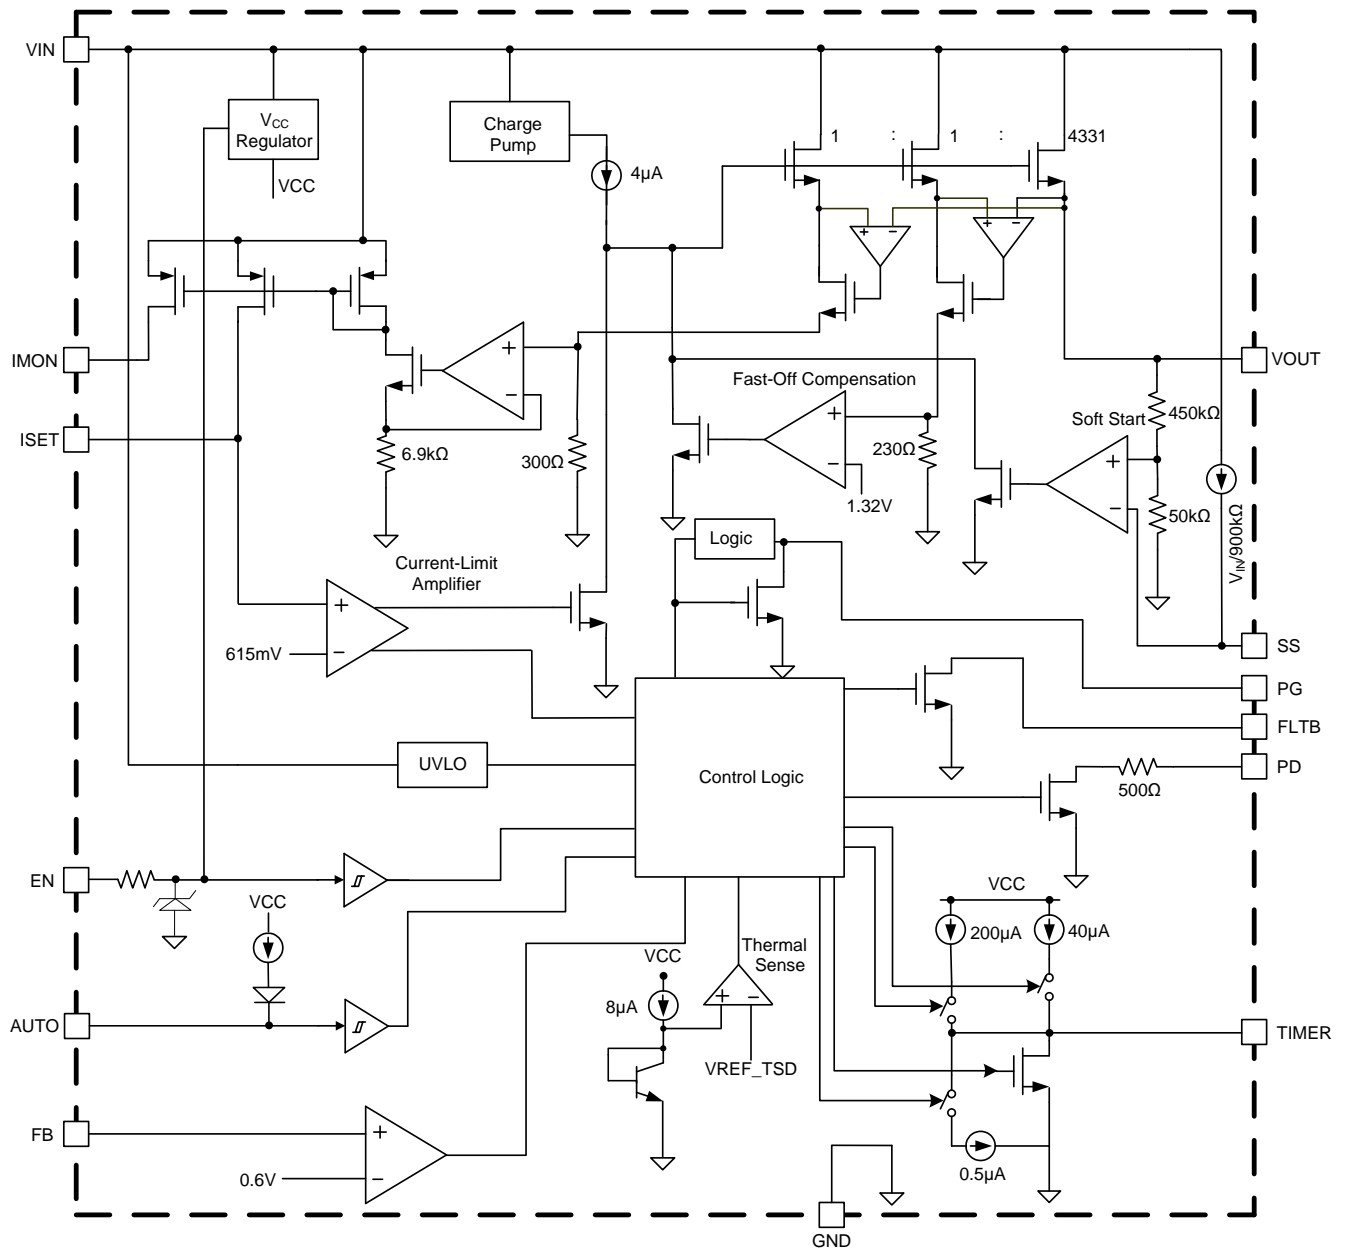 VIN
V_CC
Regulator
VCC
Charge
Pump
4µA
1 : 1 : 4331
IMON
ISET
VOUT
Fast-Off Compensation
Soft Start
450kΩ
6.9kΩ
300Ω
230Ω
50kΩ
+
−
+
−
+
−
+
−
+
−
1.32V
V_IN/900kΩ
Logic
Current-Limit
Amplifier
+
−
615mV
SS
PG
FLTB
PD
500Ω
UVLO
Control Logic
EN
VCC
VCC
200µA
40µA
Thermal
Sense
VCC
8µA
+
−
AUTO
TIMER
VREF_TSD
FB
+
−
0.6V
0.5µA
GND